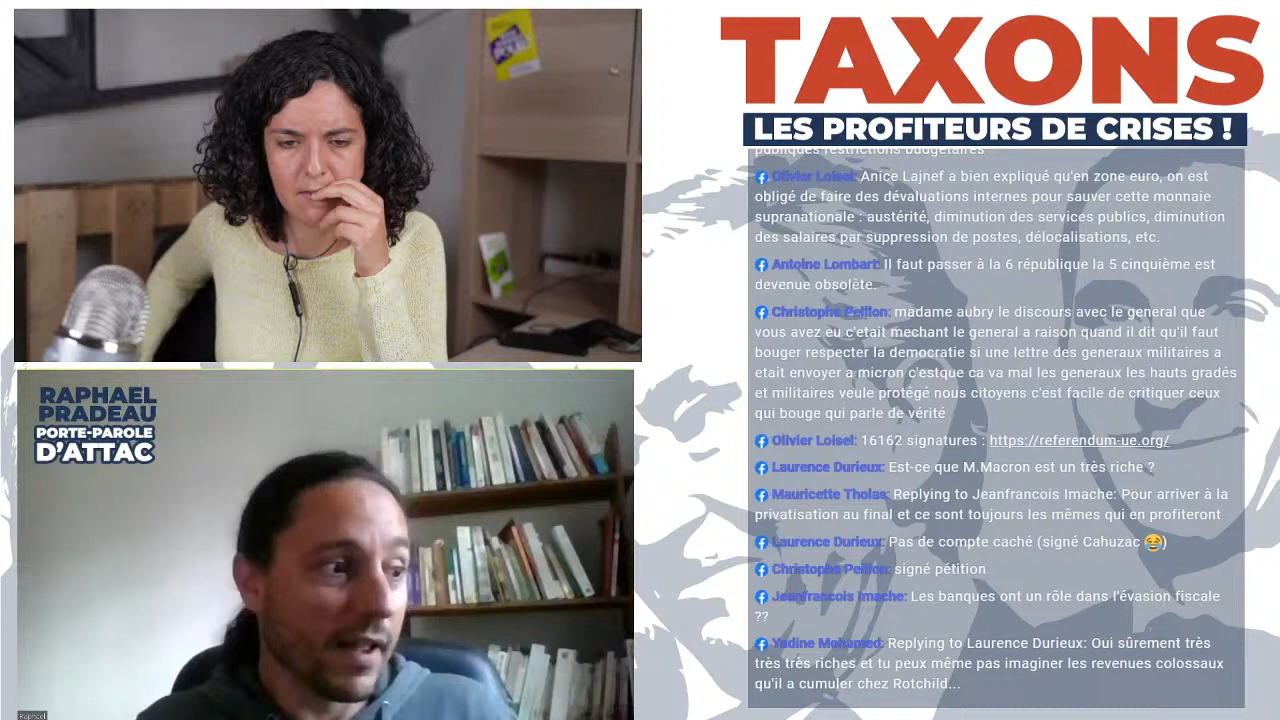 TAXONS
LES PROFITEURS DE CRISES !
publiques restrictions budgétaires
Olivier Loisel: Anice Lajnef a bien expliqué qu'en zone euro, on est
obligé de faire des dévaluations internes pour sauver cette monnaie
supranationale : austérité, diminution des services publics, diminution
des salaires par suppression de postes, délocalisations, etc.
Antoine Lombart: Il faut passer à la 6 république la 5 cinquième est
devenue obsolète.
Christophe Peillon: madame aubry le discours avec le general que
vous avez eu c'etait mechant le general a raison quand il dit qu'il faut
bouger respecter la democratie si une lettre des generaux militaires a
etait envoyer a micron c'estque ca va mal les generaux les hauts gradés
et militaires veule protégé nous citoyens c'est facile de critiquer ceux
qui bouge qui parle de vérité
Olivier Loisel: 16162 signatures : https://referendum-ue.org/
Laurence Durieux: Est-ce que M.Macron est un très riche ?
Mauricette Tholas: Replying to Jeanfrancois Imache: Pour arriver à la
privatisation au final et ce sont toujours les mêmes qui en profiteront
Laurence Durieux: Pas de compte caché (signé Cahuzac 😂)
Christophe Peillon: signé pétition
Jeanfrancois Imache: Les banques ont un rôle dans l'évasion fiscale
??
Yadine Mohamed: Replying to Laurence Durieux: Oui sûrement très
très très riches et tu peux même pas imaginer les revenues colossaux
qu'il a cumuler chez Rotchild...
RAPHAEL
PRADEAU
PORTE-PAROLE
D'ATTAC
Raphaël